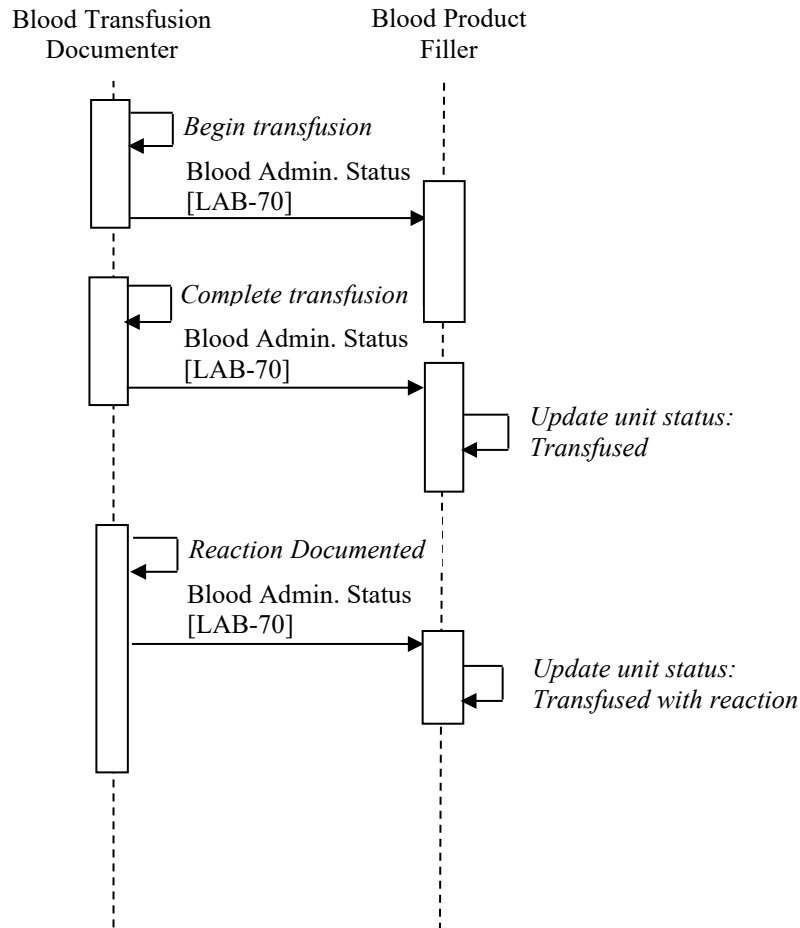 Blood Transfusion
Documenter
Blood Product
Filler
Begin transfusion
Blood Admin. Status
[LAB-70]
Complete transfusion
Blood Admin. Status
[LAB-70]
Update unit status:
Transfused
Reaction Documented
Blood Admin. Status
[LAB-70]
Update unit status:
Transfused with reaction